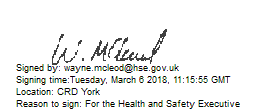 W. McLeod
Signed by: wayne.mcleod@hse.gov.uk
Signing time:Tuesday, March 6 2018, 11:15:55 GMT
Location: CRD York
Reason to sign: For the Health and Safety Executive